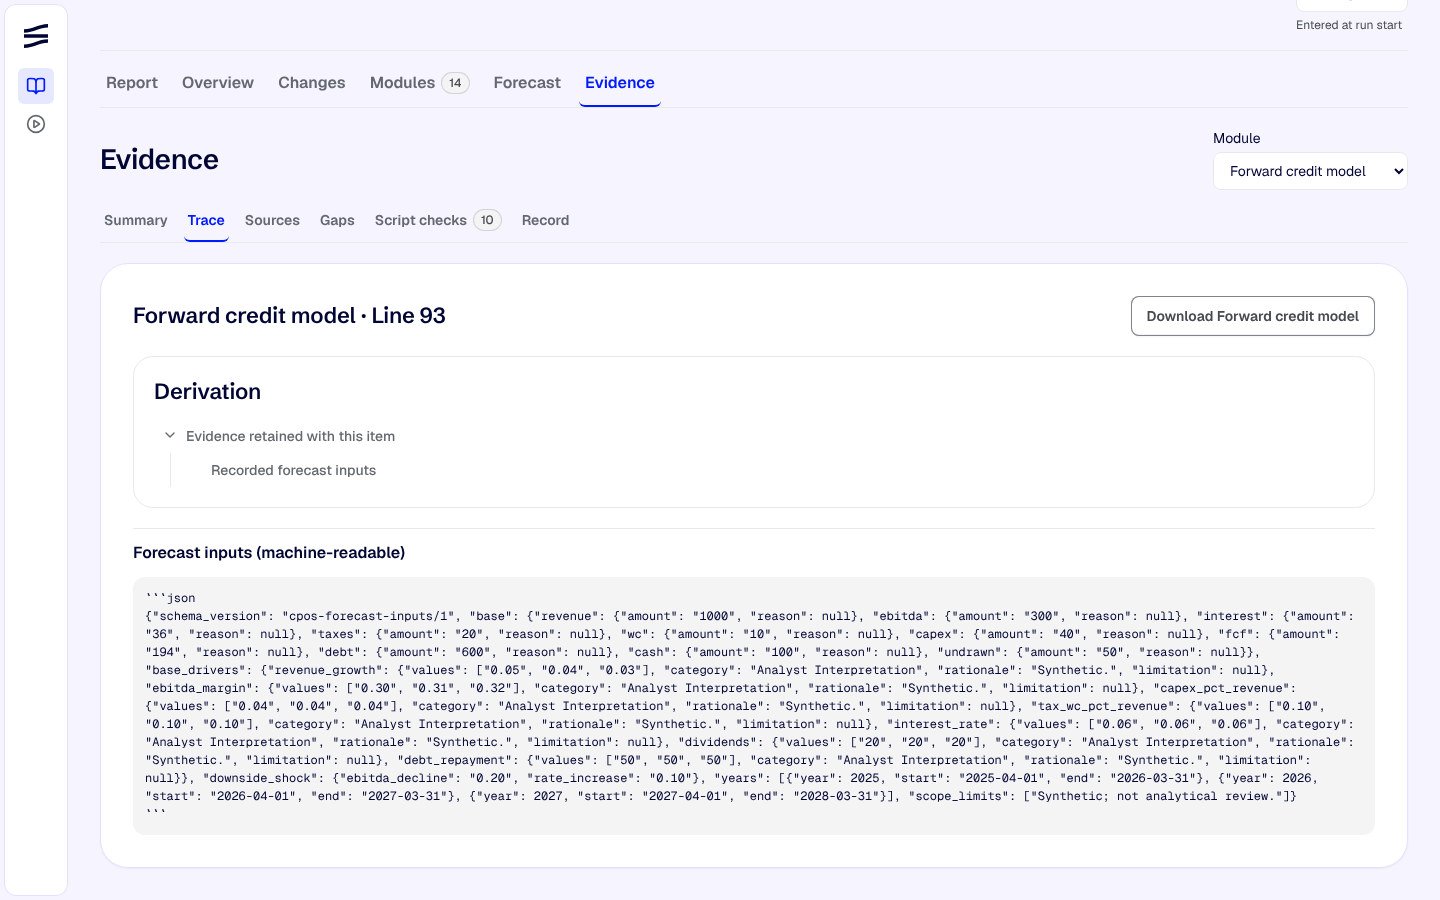 Entered at run start
Report Overview Changes Modules 14 Forecast Evidence
Evidence
Module
Forward credit model
Summary Trace Sources Gaps Script checks 10 Record
Forward credit model · Line 93
Download Forward credit model
Derivation
Evidence retained with this item
Recorded forecast inputs
Forecast inputs (machine-readable)
```json
{"schema_version": "cpos-forecast-inputs/1", "base": {"revenue": {"amount": "1000", "reason": null}, "ebitda": {"amount": "300", "reason": null}, "interest": {"amount":
"36", "reason": null}, "taxes": {"amount": "20", "reason": null}, "wc": {"amount": "10", "reason": null}, "capex": {"amount": "40", "reason": null}, "fcf": {"amount":
"194", "reason": null}, "debt": {"amount": "600", "reason": null}, "cash": {"amount": "100", "reason": null}, "undrawn": {"amount": "50", "reason": null}},
"base_drivers": {"revenue_growth": {"values": ["0.05", "0.04", "0.03"], "category": "Analyst Interpretation", "rationale": "Synthetic.", "limitation": null},
"ebitda_margin": {"values": ["0.30", "0.31", "0.32"], "category": "Analyst Interpretation", "rationale": "Synthetic.", "limitation": null}, "capex_pct_revenue":
{"values": ["0.04", "0.04", "0.04"], "category": "Analyst Interpretation", "rationale": "Synthetic.", "limitation": null}, "tax_wc_pct_revenue": {"values": ["0.10",
"0.10", "0.10"], "category": "Analyst Interpretation", "rationale": "Synthetic.", "limitation": null}, "interest_rate": {"values": ["0.06", "0.06", "0.06"], "category":
"Analyst Interpretation", "rationale": "Synthetic.", "limitation": null}, "dividends": {"values": ["20", "20", "20"], "category": "Analyst Interpretation", "rationale":
"Synthetic.", "limitation": null}, "debt_repayment": {"values": ["50", "50", "50"], "category": "Analyst Interpretation", "rationale": "Synthetic.", "limitation":
null}}, "downside_shock": {"ebitda_decline": "0.20", "rate_increase": "0.10"}, "years": [{"year": 2025, "start": "2025-04-01", "end": "2026-03-31"}, {"year": 2026,
"start": "2026-04-01", "end": "2027-03-31"}, {"year": 2027, "start": "2027-04-01", "end": "2028-03-31"}], "scope_limits": ["Synthetic; not analytical review."]}
```